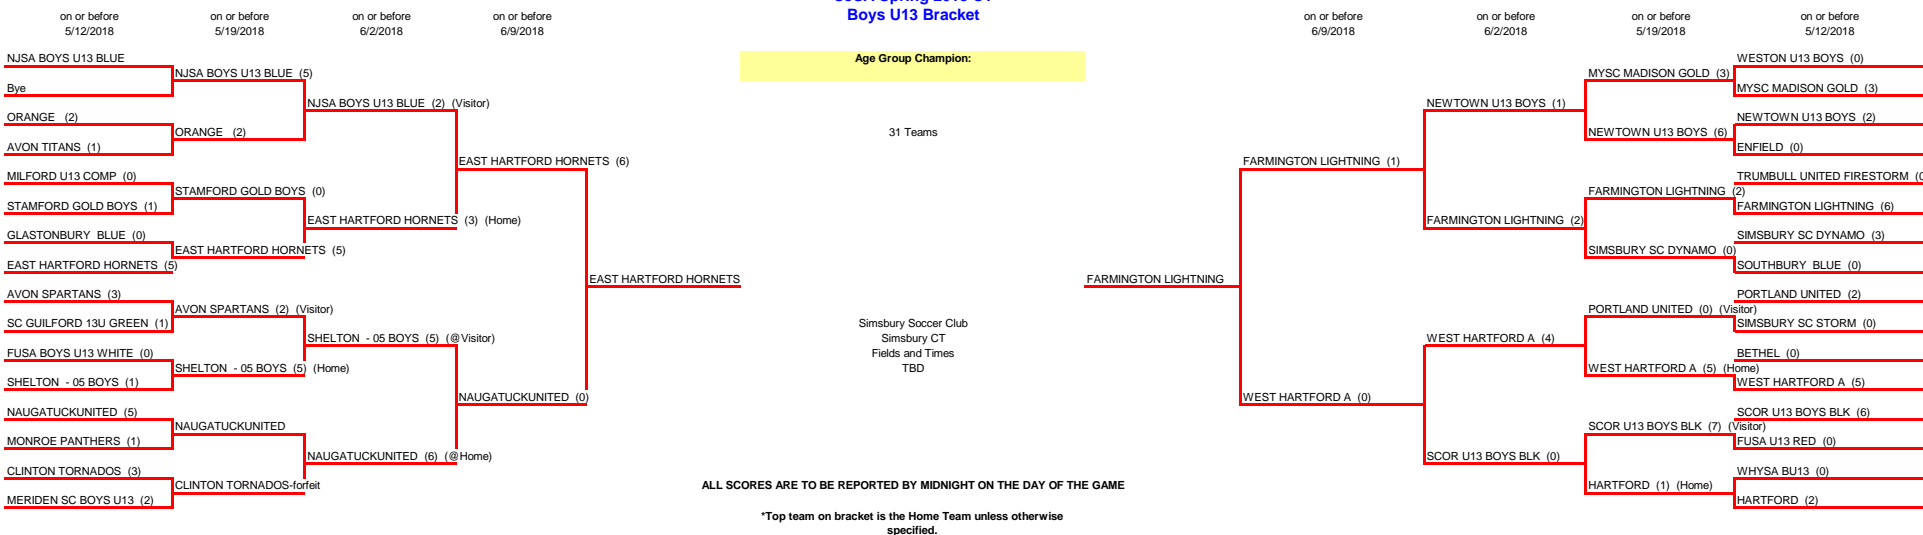 Boys U13 Bracket
on or before
5/12/2018
on or before
5/19/2018
on or before
6/2/2018
on or before
6/9/2018
on or before
6/9/2018
on or before
6/2/2018
on or before
5/19/2018
on or before
5/12/2018
NJSA BOYS U13 BLUE
Bye
ORANGE (2)
AVON TITANS (1)
MILFORD U13 COMP (0)
STAMFORD GOLD BOYS (1)
GLASTONBURY BLUE (0)
EAST HARTFORD HORNETS (5)
AVON SPARTANS (3)
SC GUILFORD 13U GREEN (1)
FUSA BOYS U13 WHITE (0)
SHELTON - 05 BOYS (1)
NAUGATUCKUNITED (5)
MONROE PANTHERS (1)
CLINTON TORNADOS (3)
MERIDEN SC BOYS U13 (2)
NJSA BOYS U13 BLUE (5)
ORANGE (2)
STAMFORD GOLD BOYS (0)
EAST HARTFORD HORNETS (5)
AVON SPARTANS (2) (Visitor)
SHELTON - 05 BOYS (5) (Home)
NAUGATUCKUNITED
CLINTON TORNADOS-forfeit
NJSA BOYS U13 BLUE (2) (Visitor)
EAST HARTFORD HORNETS (3) (Home)
SHELTON - 05 BOYS (5) (@Visitor)
NAUGATUCKUNITED (6) (@Home)
EAST HARTFORD HORNETS (6)
NAUGATUCKUNITED (0)
EAST HARTFORD HORNETS
Age Group Champion:
31 Teams
Simsbury Soccer Club
Simsbury CT
Fields and Times
TBD
ALL SCORES ARE TO BE REPORTED BY MIDNIGHT ON THE DAY OF THE GAME
*Top team on bracket is the Home Team unless otherwise
specified.
FARMINGTON LIGHTNING
FARMINGTON LIGHTNING (1)
WEST HARTFORD A (0)
NEWTOWN U13 BOYS (1)
FARMINGTON LIGHTNING (2)
WEST HARTFORD A (4)
SCOR U13 BOYS BLK (0)
MYSC MADISON GOLD (3)
NEWTOWN U13 BOYS (6)
FARMINGTON LIGHTNING (2)
SIMSBURY SC DYNAMO (0)
PORTLAND UNITED (0) (Visitor)
WEST HARTFORD A (5) (Home)
SCOR U13 BOYS BLK (7) (Visitor)
HARTFORD (1) (Home)
WESTON U13 BOYS (0)
MYSC MADISON GOLD (3)
NEWTOWN U13 BOYS (2)
ENFIELD (0)
TRUMBULL UNITED FIRESTORM (0
FARMINGTON LIGHTNING (6)
SIMSBURY SC DYNAMO (3)
SOUTHBURY BLUE (0)
PORTLAND UNITED (2)
SIMSBURY SC STORM (0)
BETHEL (0)
WEST HARTFORD A (5)
SCOR U13 BOYS BLK (6)
FUSA U13 RED (0)
WHYSA BU13 (0)
HARTFORD (2)